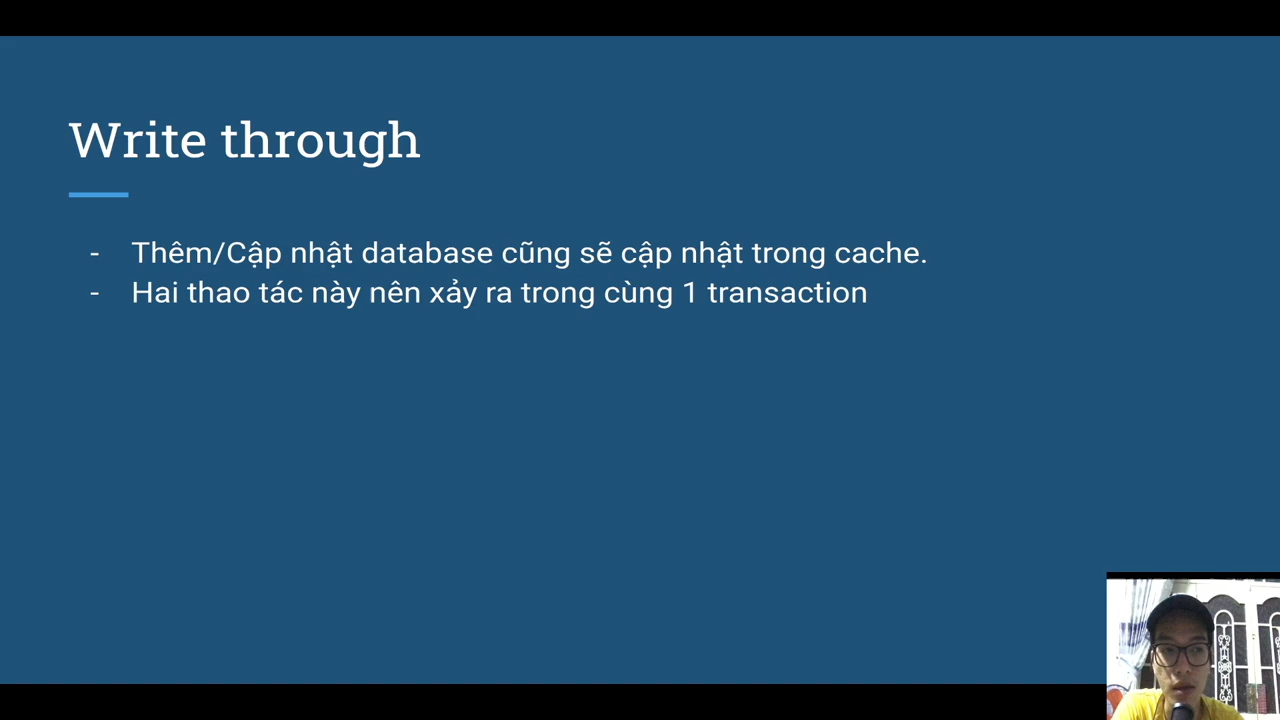 Write through
- Thêm/Cập nhật database cũng sẽ cập nhật trong cache.
- Hai thao tác này nên xảy ra trong cùng 1 transaction